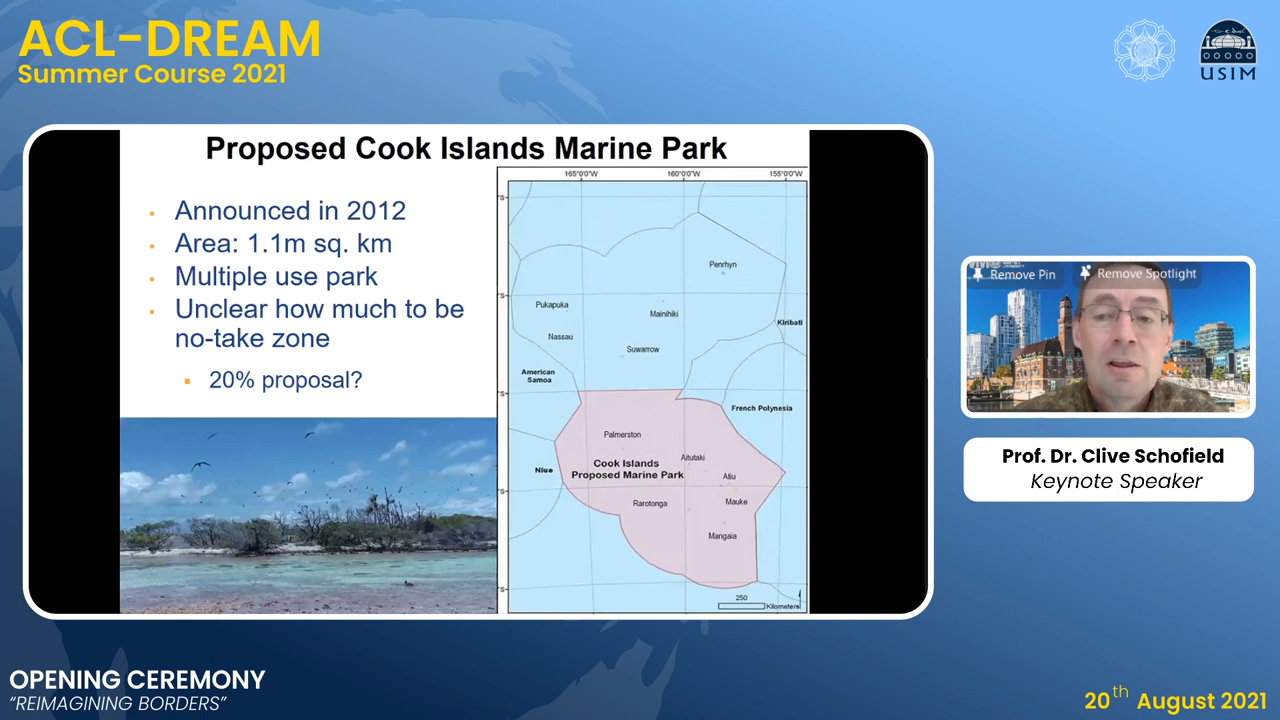 ACL-DREAM
Summer Course 2021
USIM
Proposed Cook Islands Marine Park
Announced in 2012
Area: 1.1m sq. km
Multiple use park
Unclear how much to be
no-take zone
20% proposal?
165°0'0"W
160°0'0"W
155°0'0"W
Penrhyn
Pukapuka
Mainihiki
Kiribati
Nassau
Suwarrow
American
Samoa
French Polynesia
Palmerston
Aitutaki
Cook Islands
Proposed Marine Park
Niue
Atiu
Rarotonga
Mauke
Mangaia
250
Kilometers
Remove Pin
Remove Spotlight
Prof. Dr. Clive Schofield
Keynote Speaker
OPENING CEREMONY
“REIMAGINING BORDERS”
20th August 2021